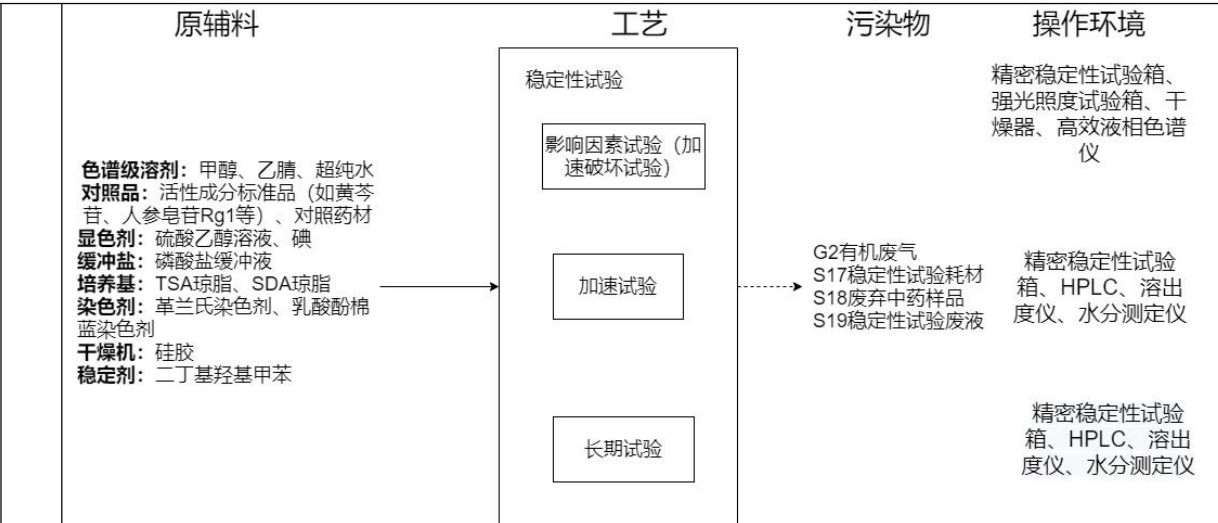 原辅料
工艺
污染物
操作环境
色谱级溶剂：甲醇、乙腈、超纯水
对照品：活性成分标准品（如黄芩
苷、人参皂苷Rg1等）、对照药材
显色剂：硫酸乙醇溶液、碘
缓冲盐：磷酸盐缓冲液
培养基：TSA琼脂、SDA琼脂
染色剂：革兰氏染色剂、乳酸酚棉
蓝染色剂
干燥机：硅胶
稳定剂：二丁基羟基甲苯
稳定性试验
影响因素试验（加
速破坏试验）
加速试验
长期试验
G2有机废气
S17稳定性试验耗材
S18废弃中药样品
S19稳定性试验废液
精密稳定性试验箱、
强光照度试验箱、干
燥器、高效液相色谱
仪
精密稳定性试验
箱、HPLC、溶出
度仪、水分测定仪
精密稳定性试验
箱、HPLC、溶出
度仪、水分测定仪